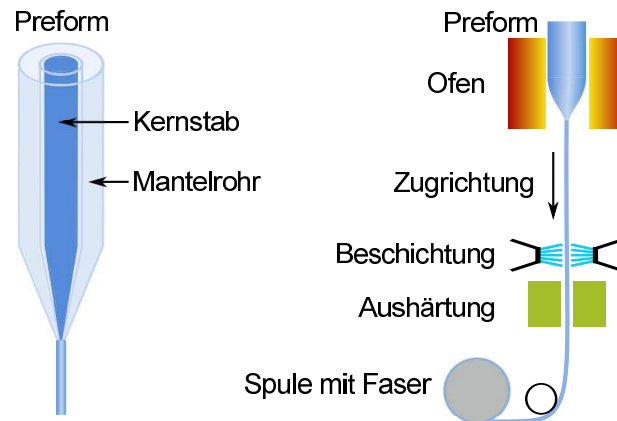 Preform
Kernstab
Mantelrohr
Preform
Ofen
Zugrichtung
Beschichtung
Aushärtung
Spule mit Faser